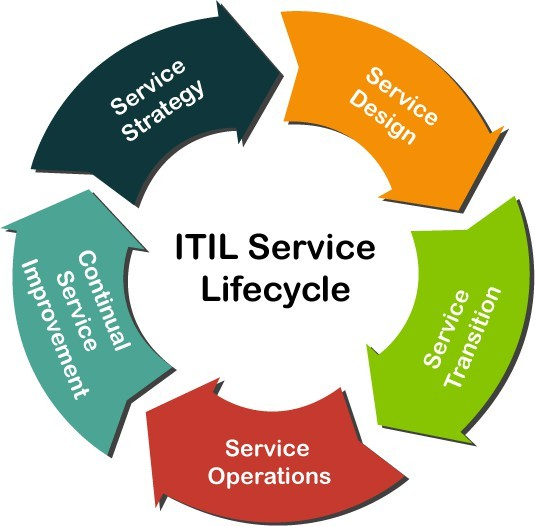 Service
Strategy
Service
Design
ITIL Service
Lifecycle
Service
Transition
Service
Operations
Continual
Service
Improvement